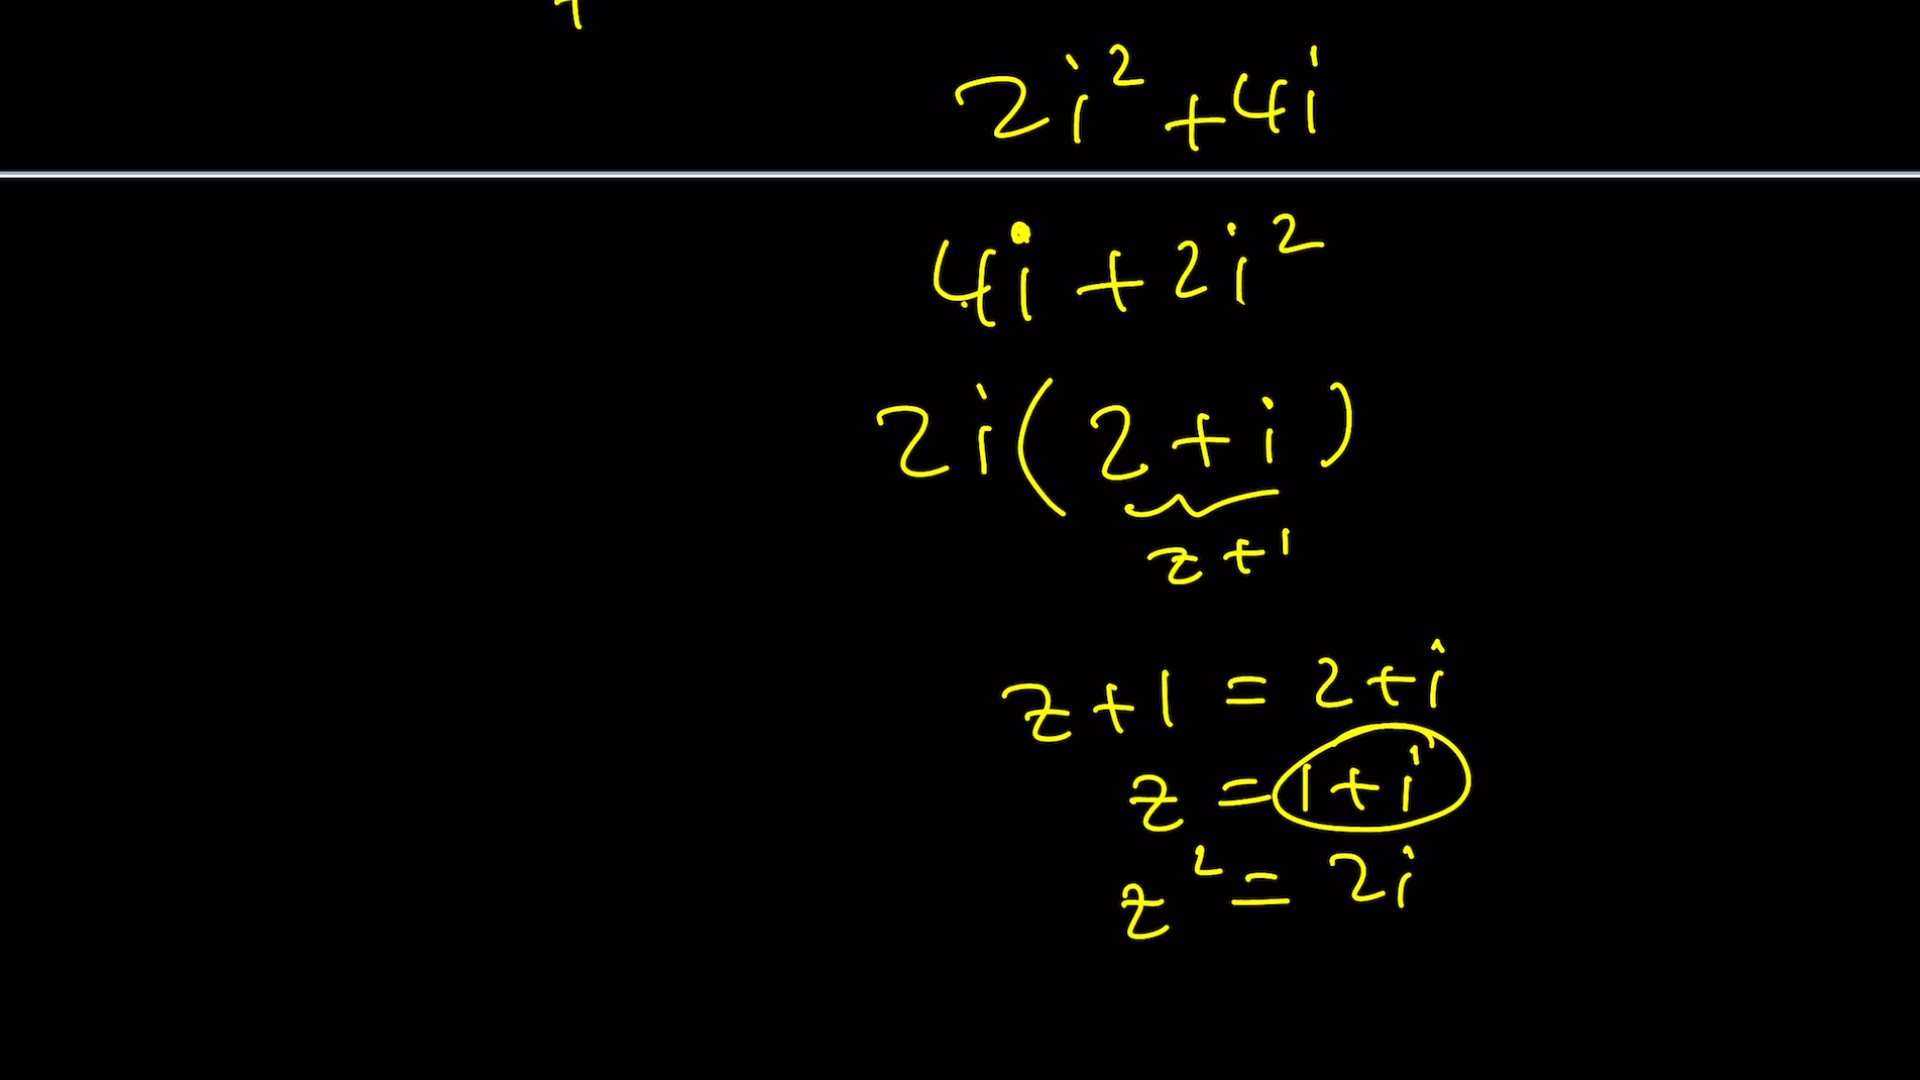 2i² + 4i
4i + 2i²
2i(2 + i)
z + 1
z + 1 = 2 + i
z = 1 + i
z² = 2i